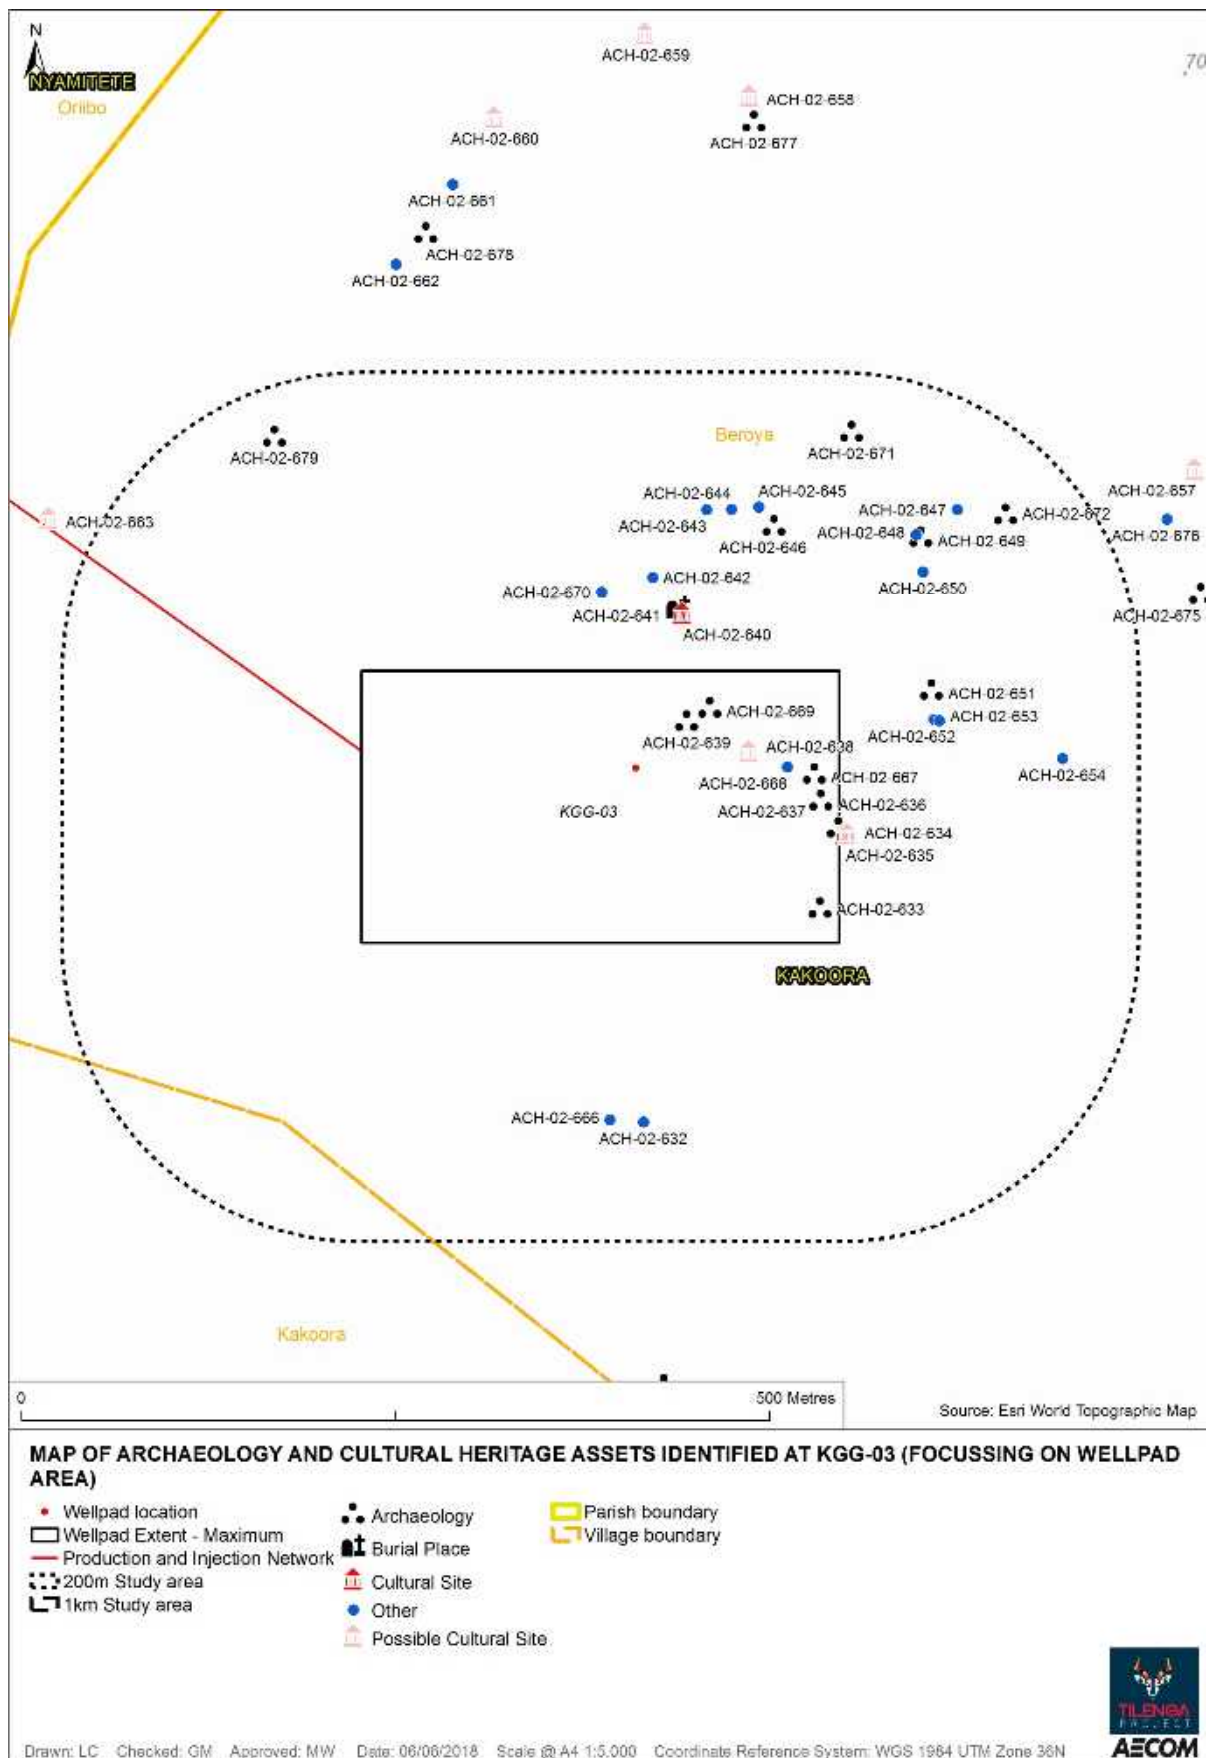 N
NYAMITETE
Oriibo
ACH-02-659
70
ACH-02-658
ACH-02-677
ACH-02-660
ACH-02-661
ACH-02-678
ACH-02-662
Beroya
ACH-02-679
ACH-02-671
ACH-02-663
ACH-02-644
ACH-02-645
ACH-02-643
ACH-02-646
ACH-02-647
ACH-02-648
ACH-02-649
ACH-02-672
ACH-02-657
ACH-02-676
ACH-02-650
ACH-02-675
ACH-02-642
ACH-02-670
ACH-02-641
ACH-02-640
ACH-02-651
ACH-02-653
ACH-02-652
ACH-02-654
ACH-02-669
ACH-02-639
ACH-02-638
ACH-02-668
ACH-02-667
ACH-02-637
ACH-02-636
ACH-02-634
ACH-02-635
KGG-03
ACH-02-633
KAKOORA
ACH-02-666
ACH-02-632
Kakoora
0
500 Metres
Source: Esri World Topographic Map
MAP OF ARCHAEOLOGY AND CULTURAL HERITAGE ASSETS IDENTIFIED AT KGG-03 (FOCUSSING ON WELLPAD
AREA)
Wellpad location
Wellpad Extent - Maximum
Production and Injection Network
200m Study area
1km Study area
Archaeology
Burial Place
Cultural Site
Other
Possible Cultural Site
Parish boundary
Village boundary
TILENGA
PROJECT
AECOM
Drawn: LC Checked: GM Approved: MW Date: 06/06/2018 Scale @ A4 1:5,000 Coordinate Reference System: WGS 1984 UTM Zone 36N